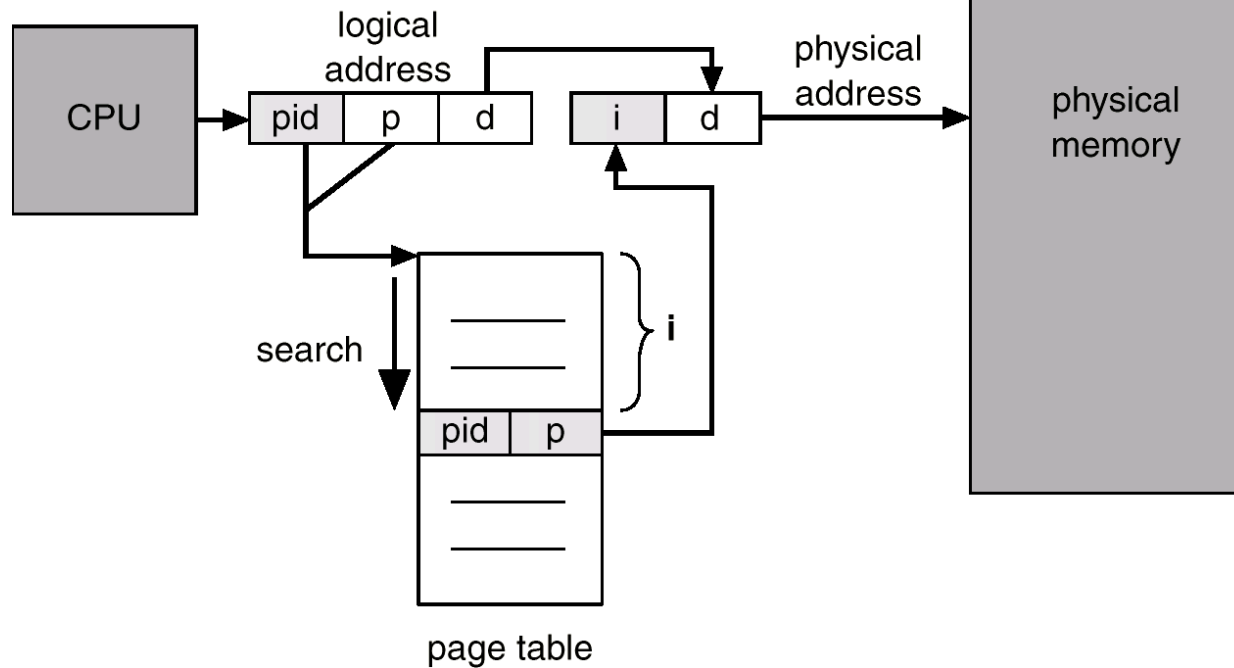 logical
address
CPU
pid p d
i d
physical
address
physical
memory
search
i
pid p
page table